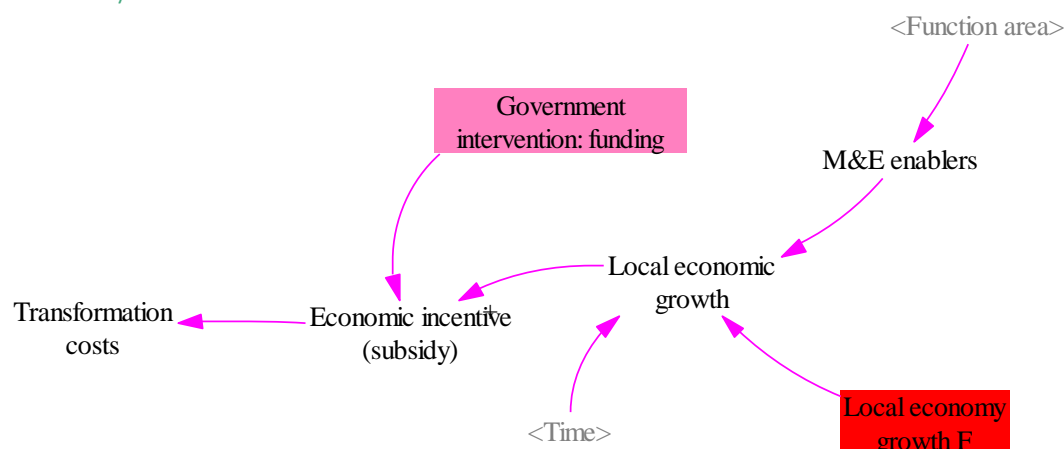 <Function area>
Government
intervention: funding
M&E enablers
Local economic
growth
Transformation
costs
Economic incentive
(subsidy)
<Time>
Local economy
growth F